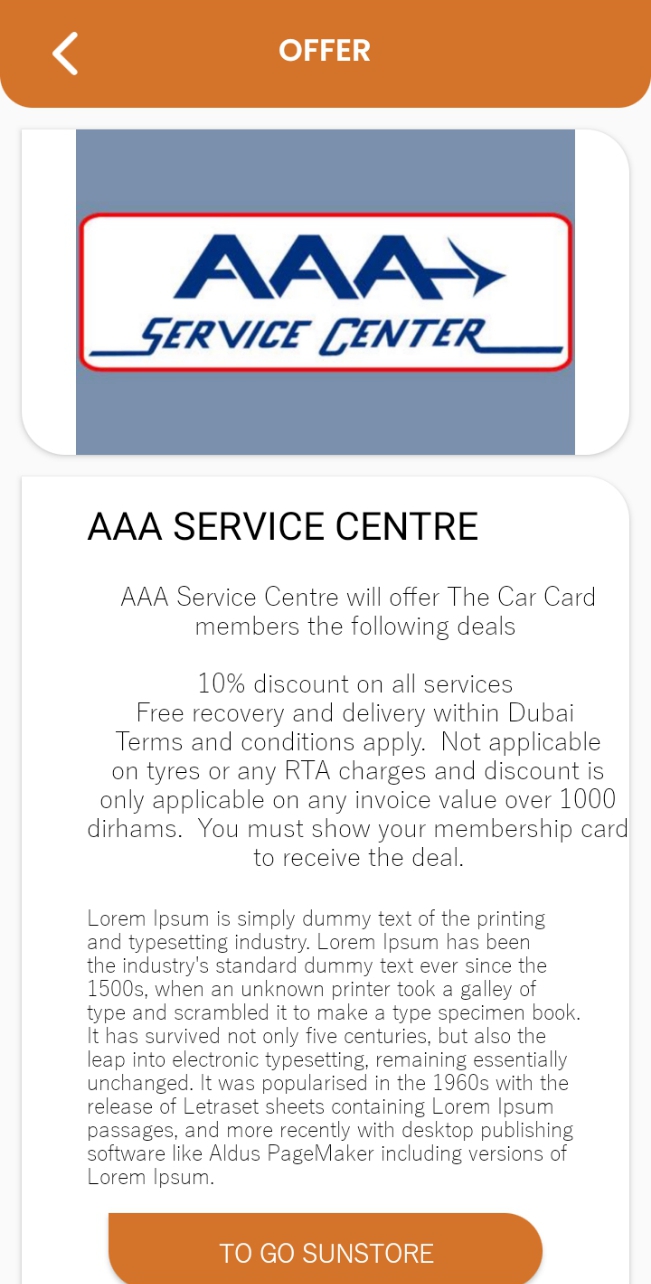 OFFER
AAA
SERVICE CENTER
AAA SERVICE CENTRE
AAA Service Centre will offer The Car Card
members the following deals
10% discount on all services
Free recovery and delivery within Dubai
Terms and conditions apply.  Not applicable
on tyres or any RTA charges and discount is
only applicable on any invoice value over 1000
dirhams.  You must show your membership card
to receive the deal.
Lorem Ipsum is simply dummy text of the printing
and typesetting industry. Lorem Ipsum has been
the industry's standard dummy text ever since the
1500s, when an unknown printer took a galley of
type and scrambled it to make a type specimen book.
It has survived not only five centuries, but also the
leap into electronic typesetting, remaining essentially
unchanged. It was popularised in the 1960s with the
release of Letraset sheets containing Lorem Ipsum
passages, and more recently with desktop publishing
software like Aldus PageMaker including versions of
Lorem Ipsum.
TO GO SUNSTORE